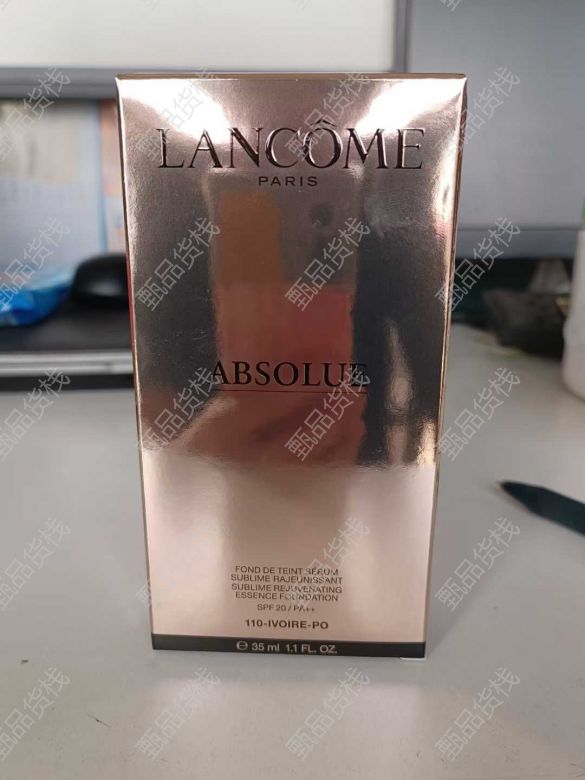 LANCÔME
PARIS
ABSOLUE
FOND DE TEINT SÉRUM
SUBLIME RAJEUNISSANT
SUBLIME REJUVENATING
ESSENCE FOUNDATION
SPF 20 / PA++
110-IVOIRE-PO
℮ 35 ml 1.1 FL. OZ.
甄品货栈